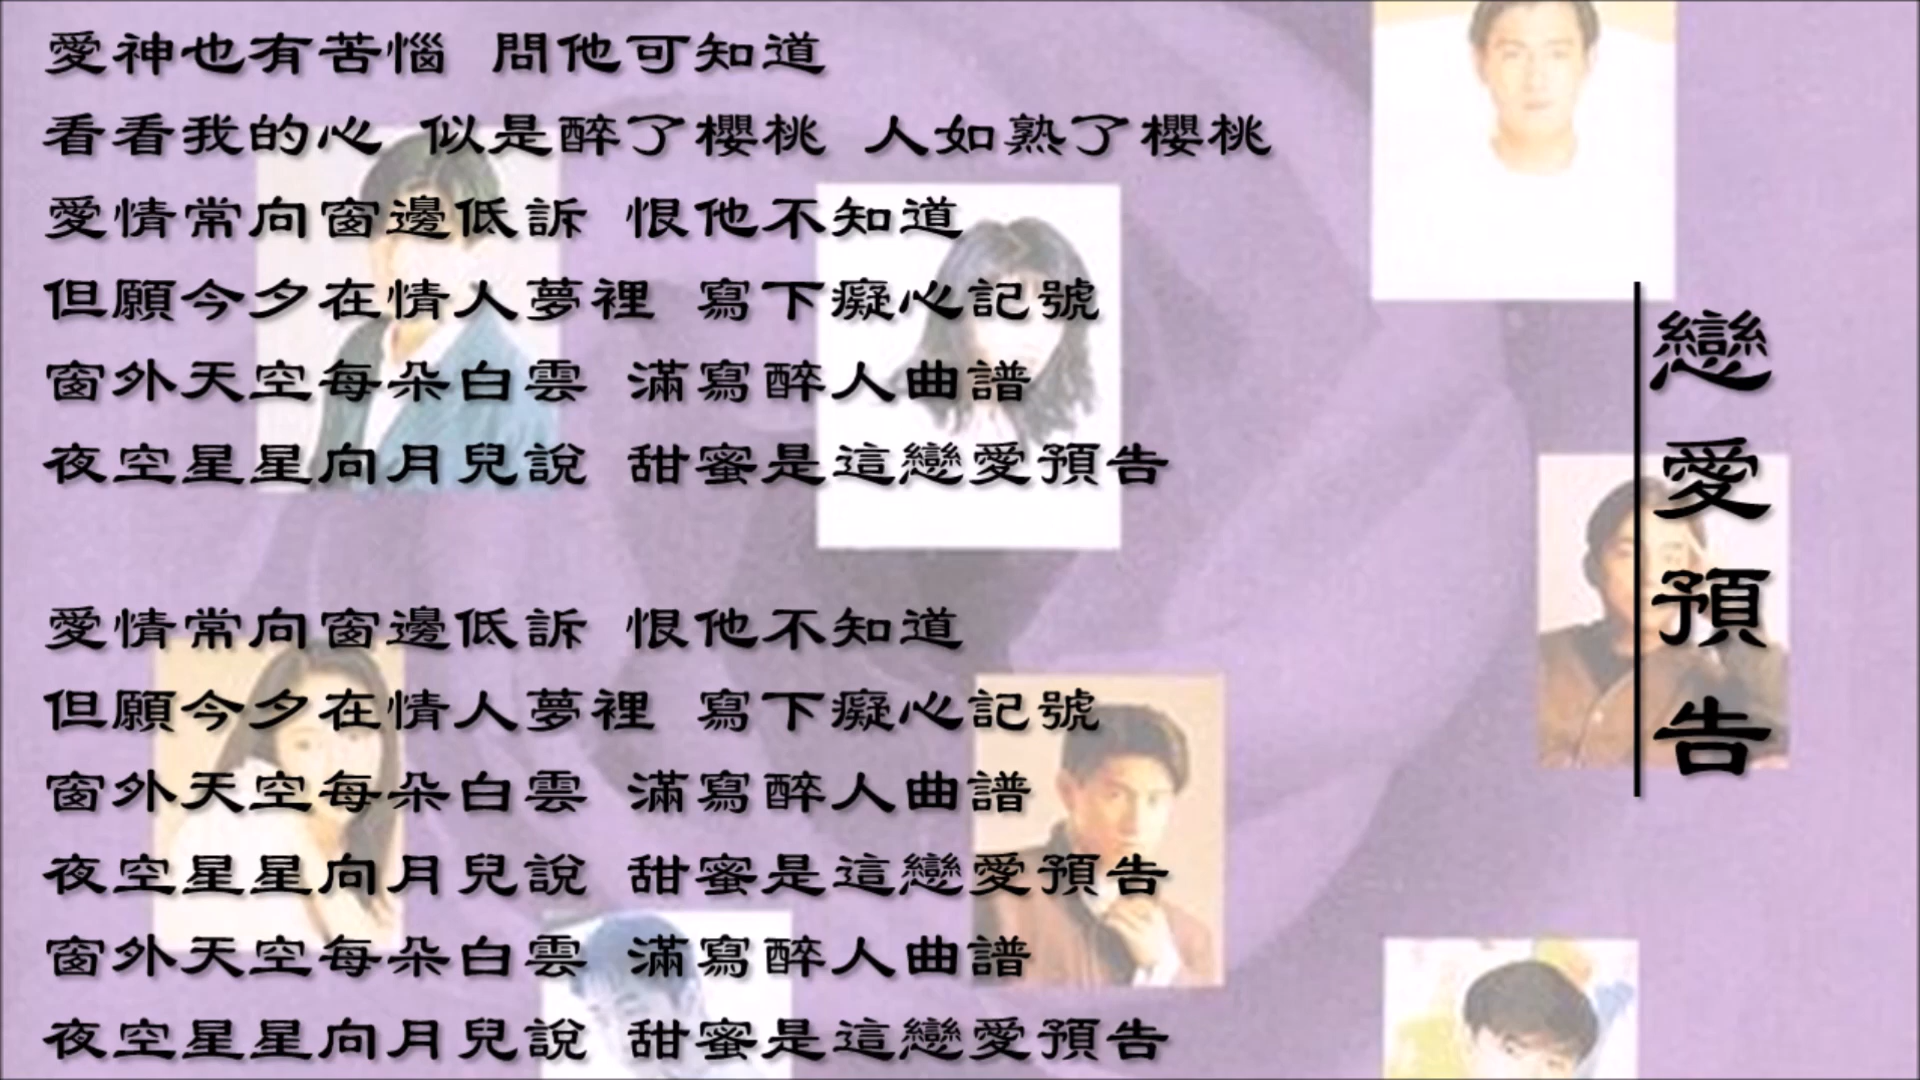 愛神也有苦惱 問他可知道
看看我的心 似是醉了櫻桃 人如熟了櫻桃
愛情常向窗邊低訴 恨他不知道
但願今夕在情人夢裡 寫下癡心記號
窗外天空每朵白雲 滿寫醉人曲譜
夜空星星向月兒說 甜蜜是這戀愛預告
愛情常向窗邊低訴 恨他不知道
但願今夕在情人夢裡 寫下癡心記號
窗外天空每朵白雲 滿寫醉人曲譜
夜空星星向月兒說 甜蜜是這戀愛預告
窗外天空每朵白雲 滿寫醉人曲譜
夜空星星向月兒說 甜蜜是這戀愛預告
戀愛預告